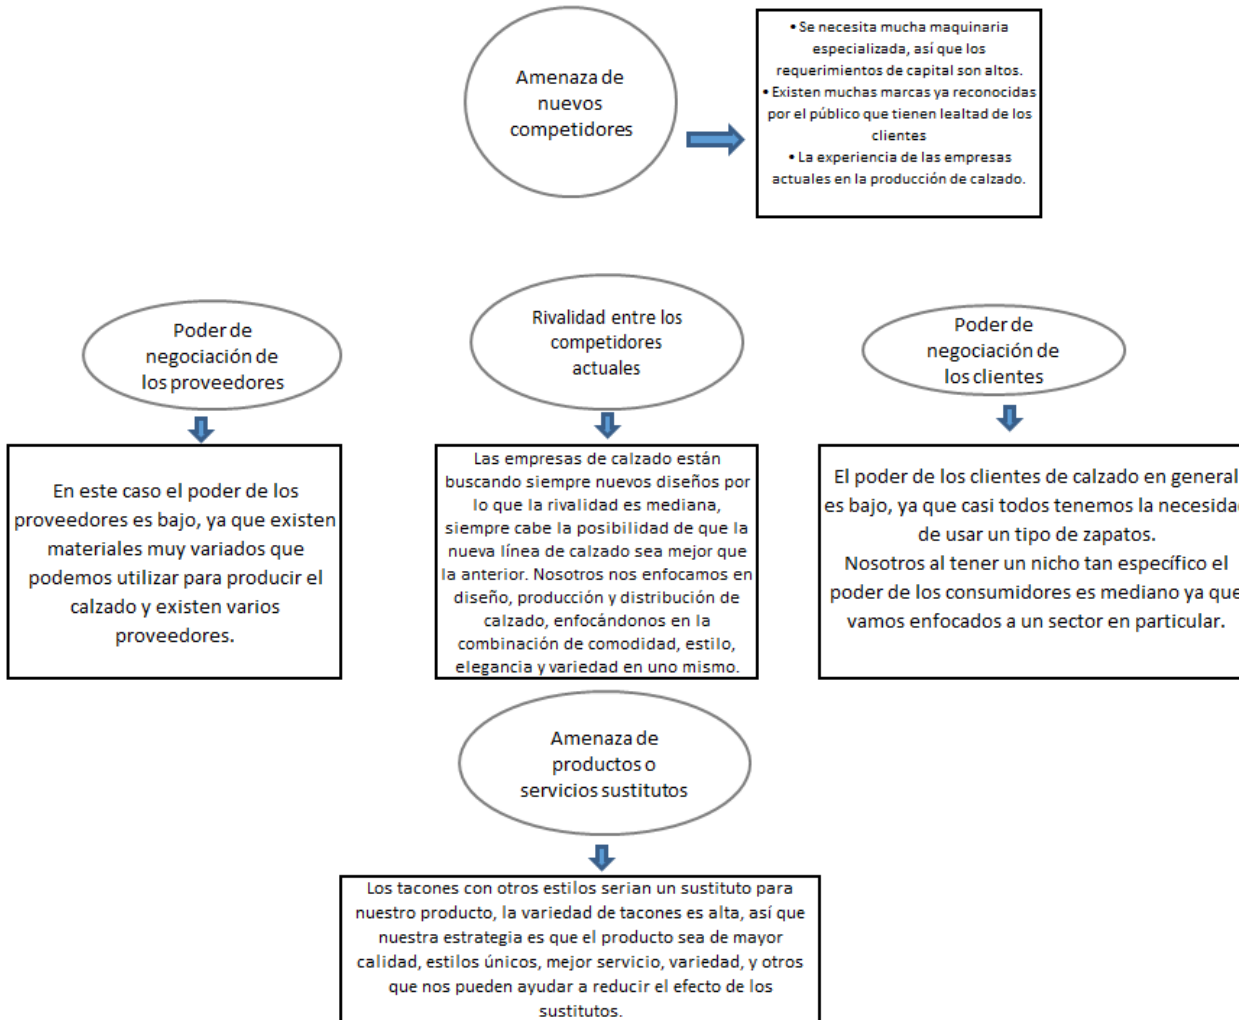 Amenaza de
nuevos
competidores
• Se necesita mucha maquinaria
especializada, así que los
requerimientos de capital son altos.
• Existen muchas marcas ya reconocidas
por el público que tienen lealtad de los
clientes
• La experiencia de las empresas
actuales en la producción de calzado.
Poder de
negociación de
los proveedores
Rivalidad entre los
competidores
actuales
Poder de
negociación de
los clientes
En este caso el poder de los
proveedores es bajo, ya que existen
materiales muy variados que
podemos utilizar para producir el
calzado y existen varios
proveedores.
Las empresas de calzado están
buscando siempre nuevos diseños por
lo que la rivalidad es mediana,
siempre cabe la posibilidad de que la
nueva línea de calzado sea mejor que
la anterior. Nosotros nos enfocamos en
diseño, producción y distribución de
calzado, enfocándonos en la
combinación de comodidad, estilo,
elegancia y variedad en uno mismo.
El poder de los clientes de calzado en general
es bajo, ya que casi todos tenemos la necesidad
de usar un tipo de zapatos.
Nosotros al tener un nicho tan específico el
poder de los consumidores es mediano ya que
vamos enfocados a un sector en particular.
Amenaza de
productos o
servicios sustitutos
Los tacones con otros estilos serian un sustituto para
nuestro producto, la variedad de tacones es alta, así que
nuestra estrategia es que el producto sea de mayor
calidad, estilos únicos, mejor servicio, variedad, y otros
que nos pueden ayudar a reducir el efecto de los
sustitutos.